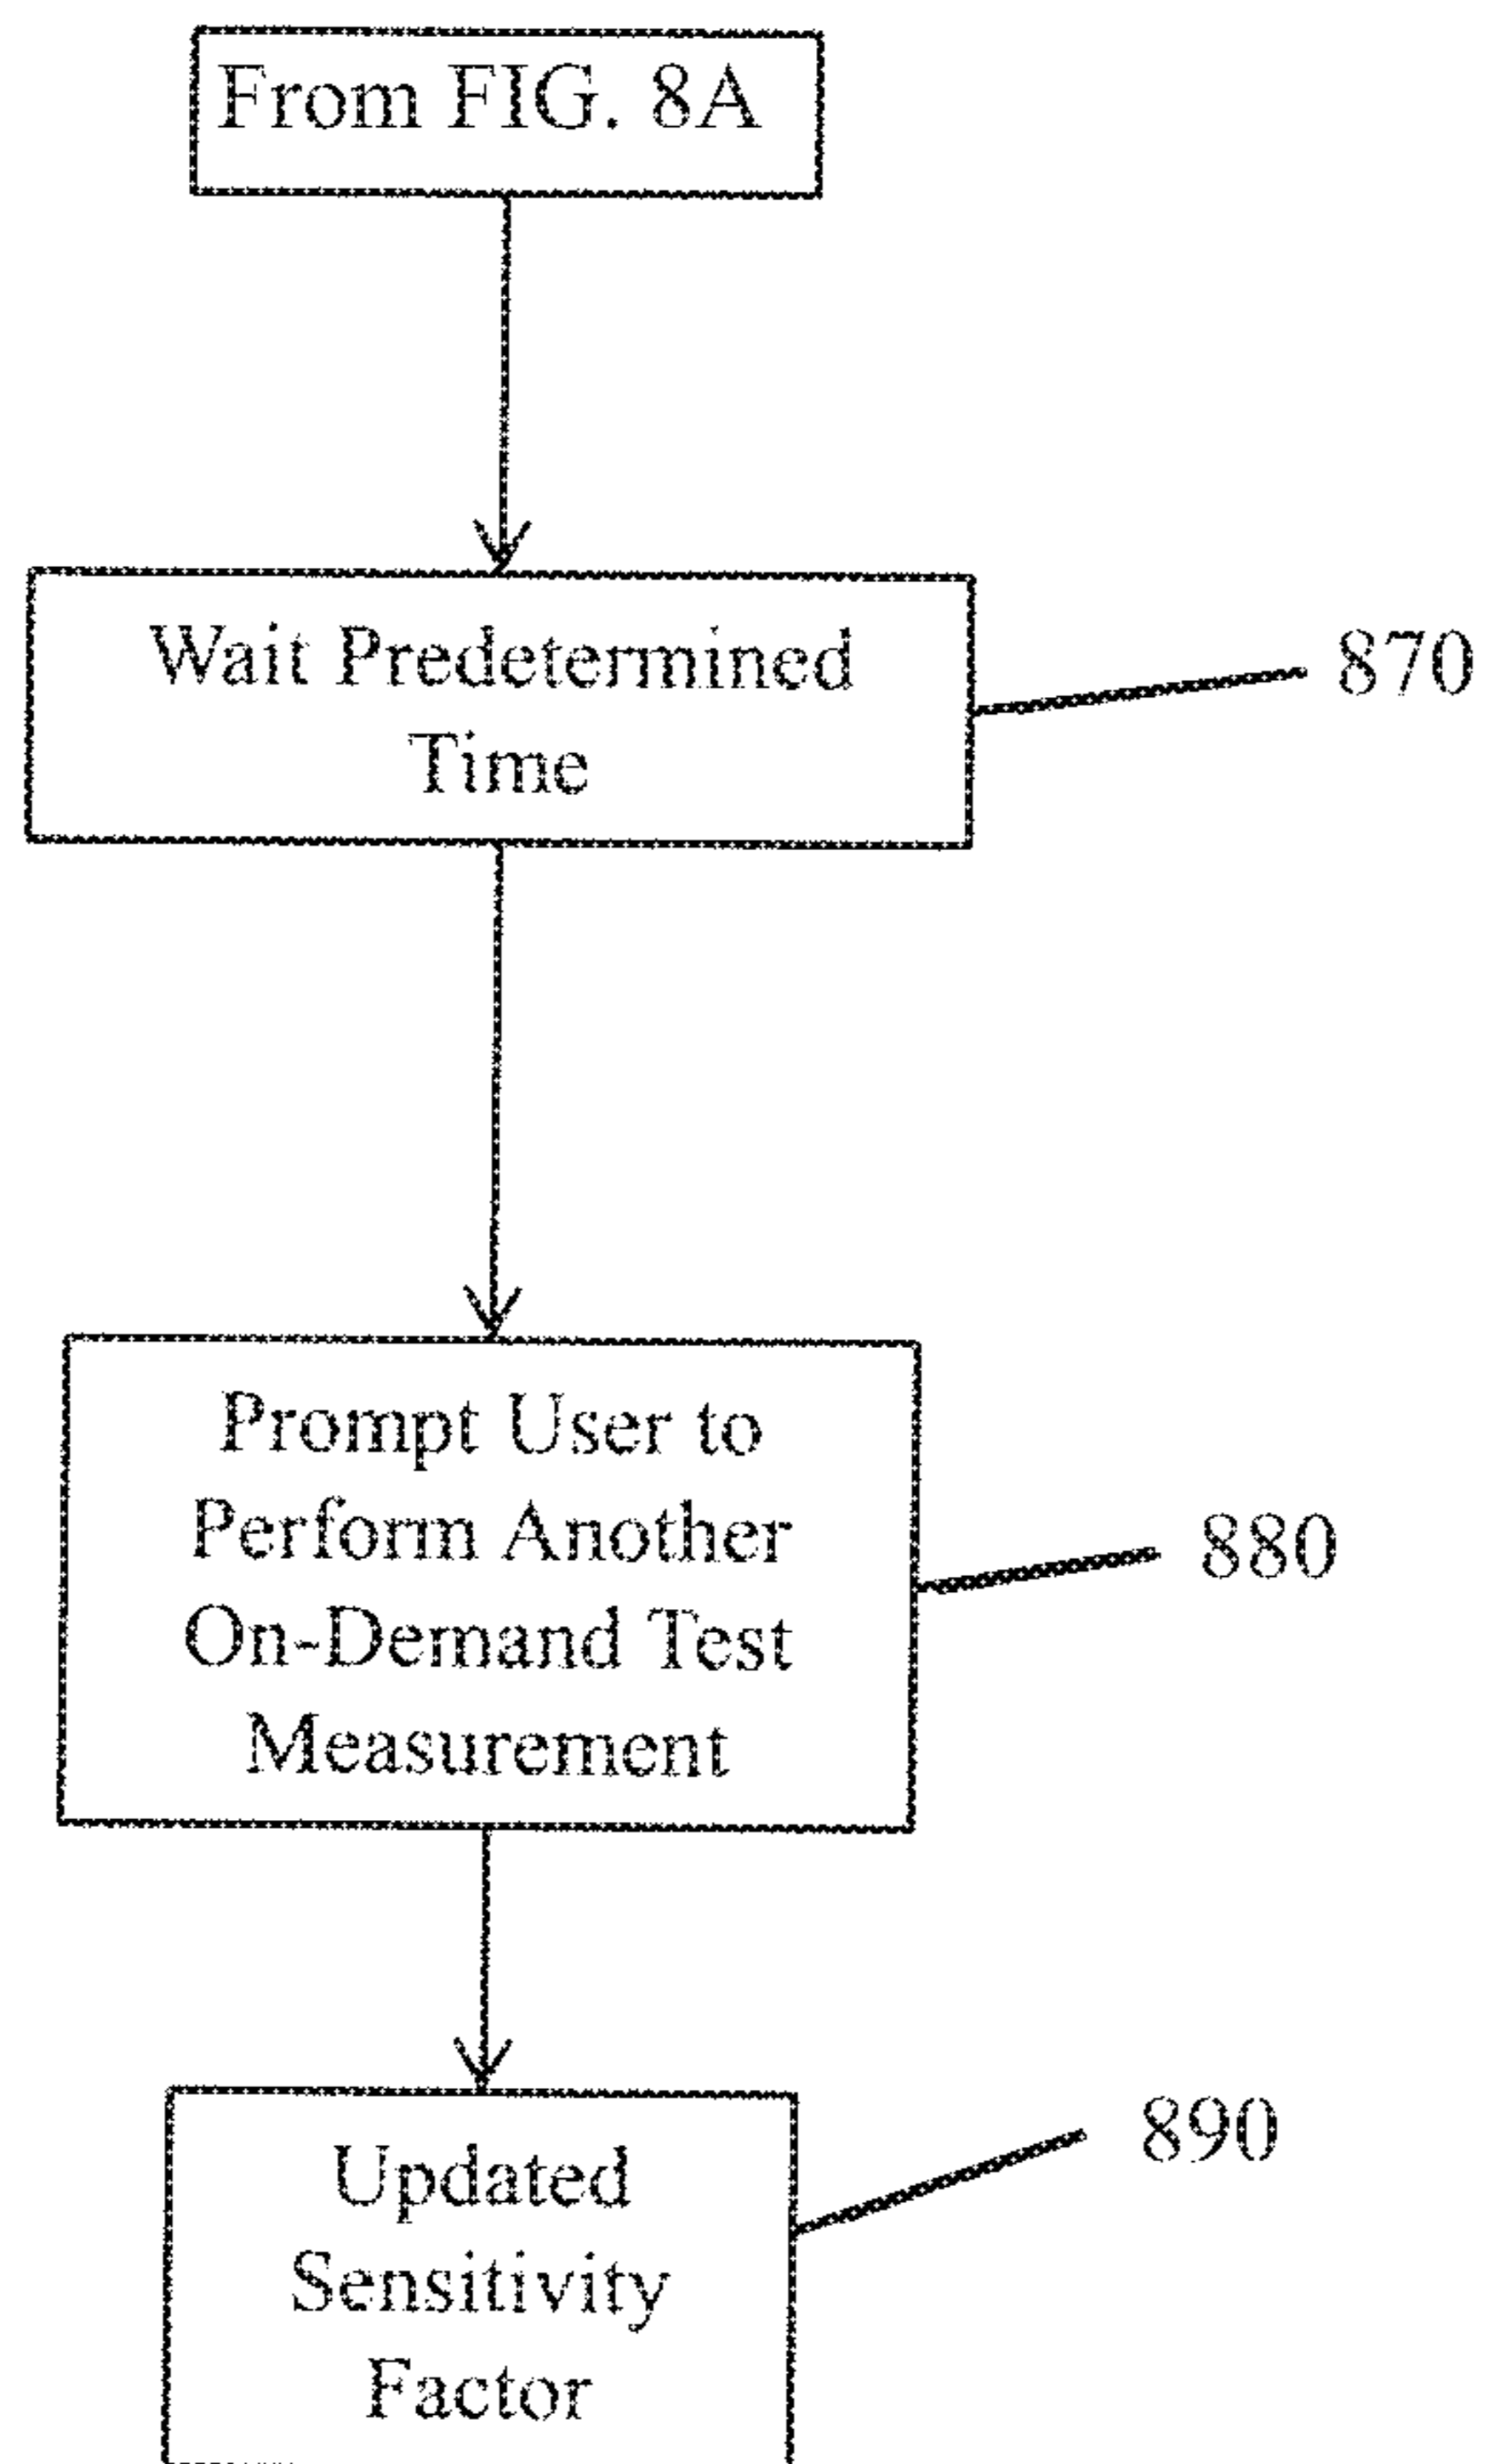 From FIG. 8A
Wait Predetermined
Time
870
Prompt User to
Perform Another
On-Demand Test
Measurement
880
Updated
Sensitivity
Factor
890